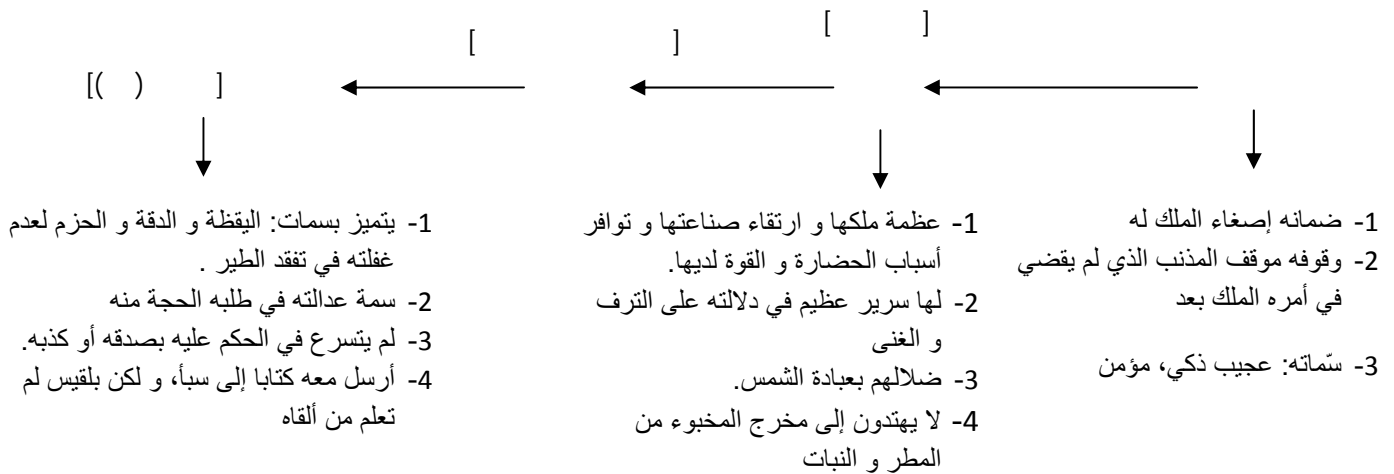 [ ]
[ ]
[( ) ]
1- ضمانه إصغاء الملك له
2- وقوفه موقف المذنب الذي لم يقضي
في أمره الملك بعد
3- سمّاته: عجيب ذكي، مؤمن
1- عظمة ملكها و ارتقاء صناعتها و توافر
أسباب الحضارة و القوة لديها.
2- لها سرير عظيم في دلالته على الترف
و الغنى
3- ضلالهم بعبادة الشمس.
4- لا يهتدون إلى مخرج المخبوء من
المطر و النبات
1- يتميز بسمات: اليقظة و الدقة و الحزم لعدم
غفلته في تفقد الطير .
2- سمة عدالته في طلبه الحجة منه
3- لم يتسرع في الحكم عليه بصدقه أو كذبه.
4- أرسل معه كتابا إلى سبأ، و لكن بلقيس لم
تعلم من ألقاه